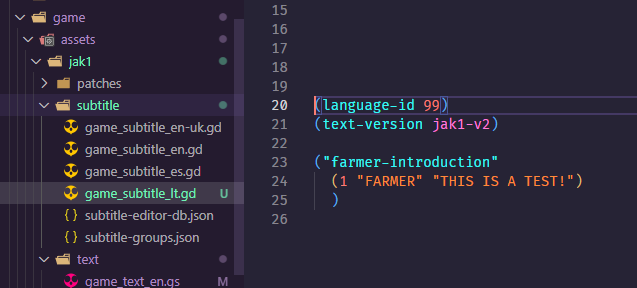 game
assets
jak1
patches
subtitle
game_subtitle_en-uk.gd
game_subtitle_en.gd
game_subtitle_es.gd
game_subtitle_lt.gd U
{ } subtitle-editor-db.json
{ } subtitle-groups.json
text
game_text_en.gs M
15
16
17
18
19
20 (language-id 99)
21 (text-version jak1-v2)
22
23 ("farmer-introduction"
24 (1 "FARMER" "THIS IS A TEST!")
25 )
26